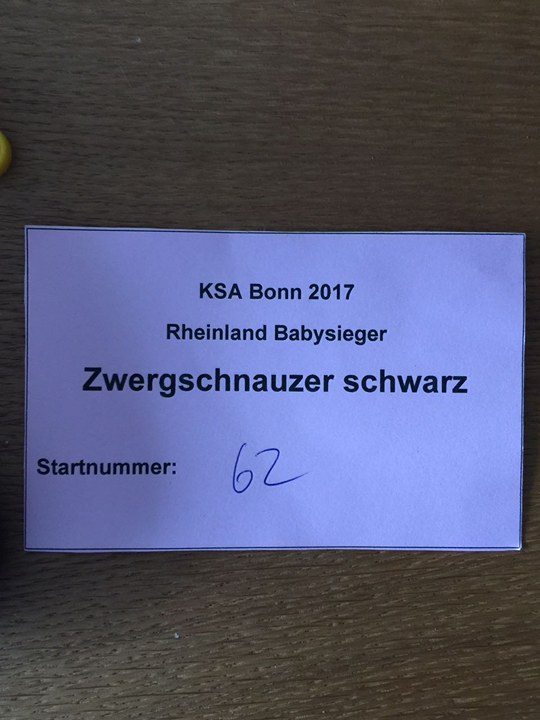 KSA Bonn 2017
Rheinland Babysieger
Zwergschnauzer schwarz
Startnummer: 62